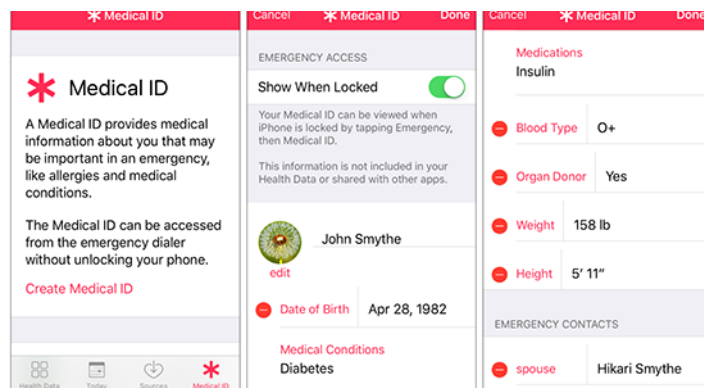 Medical ID
Medical ID
A Medical ID provides medical
information about you that may
be important in an emergency,
like allergies and medical
conditions.
The Medical ID can be accessed
from the emergency dialer
without unlocking your phone.
Create Medical ID
Health Data
Today
Sources
Medical ID
Cancel
Medical ID
Done
EMERGENCY ACCESS
Show When Locked
Your Medical ID can be viewed when
iPhone is locked by tapping Emergency,
then Medical ID.
This information is not included in your
Health Data or shared with other apps.
John Smythe
edit
Date of Birth Apr 28, 1982
Medical Conditions
Diabetes
Cancel
Medical ID
Done
Medications
Insulin
Blood Type O+
Organ Donor Yes
Weight 158 lb
Height 5' 11"
EMERGENCY CONTACTS
spouse Hikari Smythe